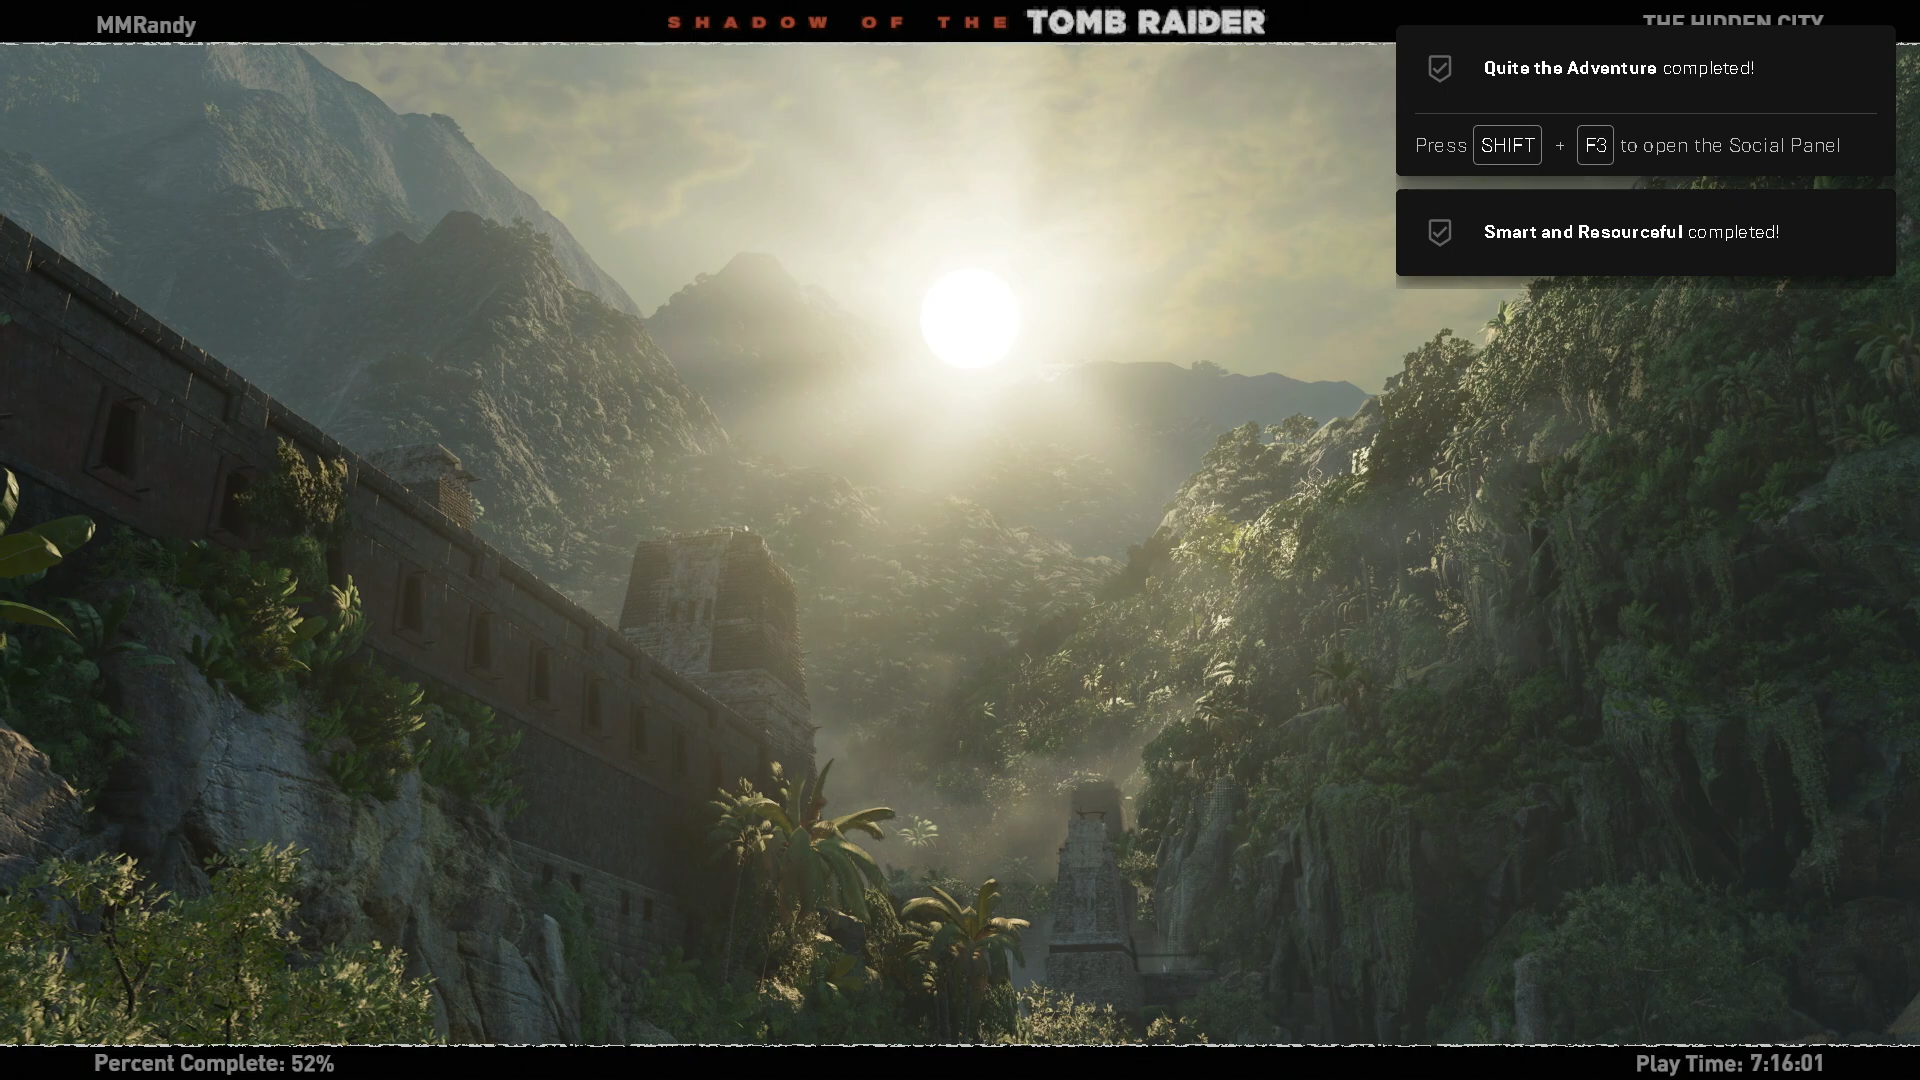 MMRandy
SHADOW OF THE TOMB RAIDER
THE HIDDEN CITY
Quite the Adventure completed!
Press SHIFT + F3 to open the Social Panel
Smart and Resourceful completed!
Percent Complete: 52%
Play Time: 7:16:01